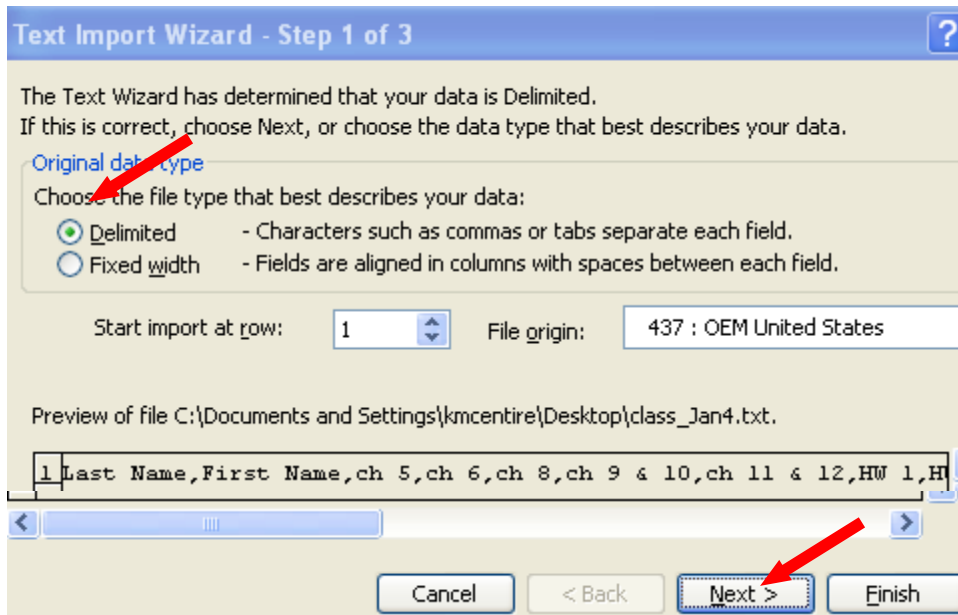 Text Import Wizard - Step 1 of 3 ?
The Text Wizard has determined that your data is Delimited.
If this is correct, choose Next, or choose the data type that best describes your data.
Original data type
Choose the file type that best describes your data:
Delimited - Characters such as commas or tabs separate each field.
Fixed width - Fields are aligned in columns with spaces between each field.
Start import at row: 1 File origin: 437 : OEM United States
Preview of file C:\Documents and Settings\kmcentire\Desktop\class_Jan4.txt.
1 Last Name,First Name,ch 5,ch 6,ch 8,ch 9 & 10,ch 11 & 12,HW 1,H
Cancel < Back Next > Finish